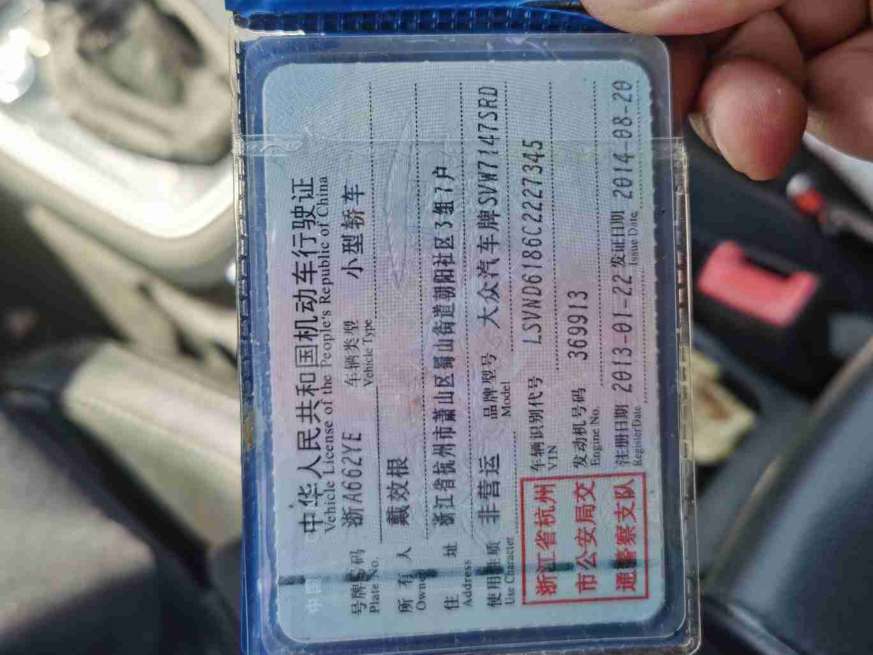 中华人民共和国机动车行驶证
Vehicle License of the People's Republic of China
号牌号码 浙A662YE 车辆类型 小型轿车
Plate No. Vehicle Type
所有人 戴效根
Owner
住址 浙江省杭州市萧山区蜀山街道朝阳社区3组7户
Address
使用性质 非营运 品牌型号 大众汽车牌SVW7147SRD
Use Character Model
车辆识别代号 LSVND6186C2227345
VIN
发动机号码 369913
Engine No.
注册日期 2013-01-22 发证日期 2014-08-20
Register Date Issue Date
浙江省杭州
市公安局交
通警察支队